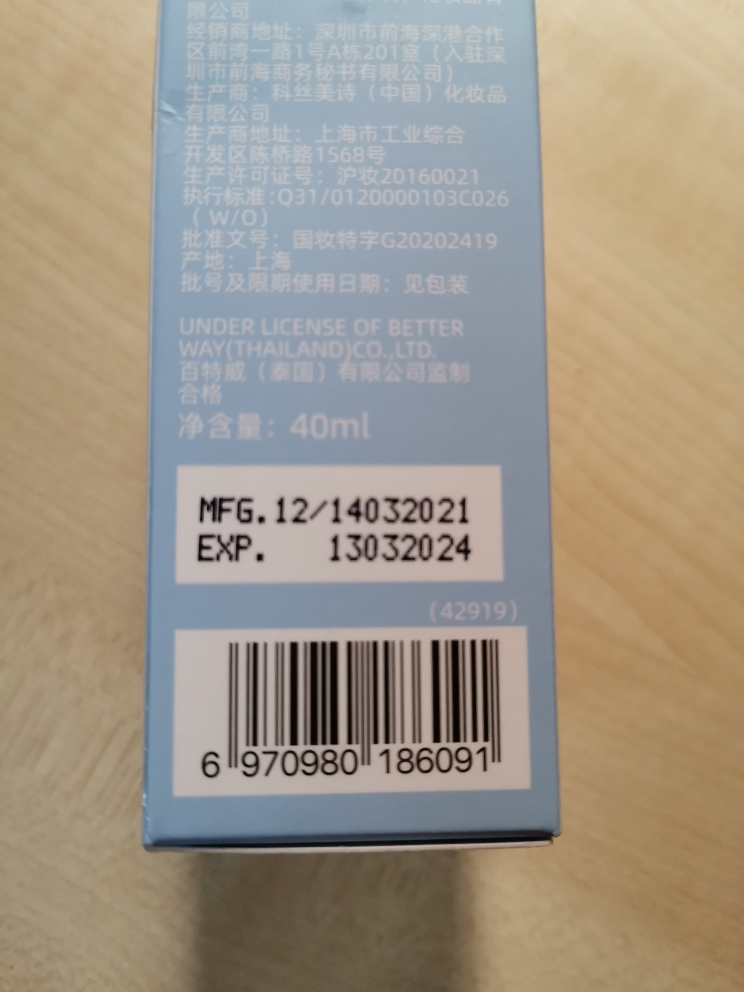 限公司
经销商地址：深圳市前海深港合作
区前湾一路1号A栋201室（入驻深
圳市前海商务秘书有限公司）
生产商：科丝美诗（中国）化妆品
有限公司
生产商地址：上海市工业综合
开发区陈桥路1568号
生产许可证号：沪妆20160021
执行标准:Q31/0120000103C026
（W/O）
批准文号：国妆特字G20202419
产地：上海
批号及限期使用日期：见包装
UNDER LICENSE OF BETTER
WAY(THAILAND)CO.,LTD.
百特威（泰国）有限公司监制
合格
净含量：40ml
MFG.12/14032021
EXP. 13032024
(42919)
6 970980 186091